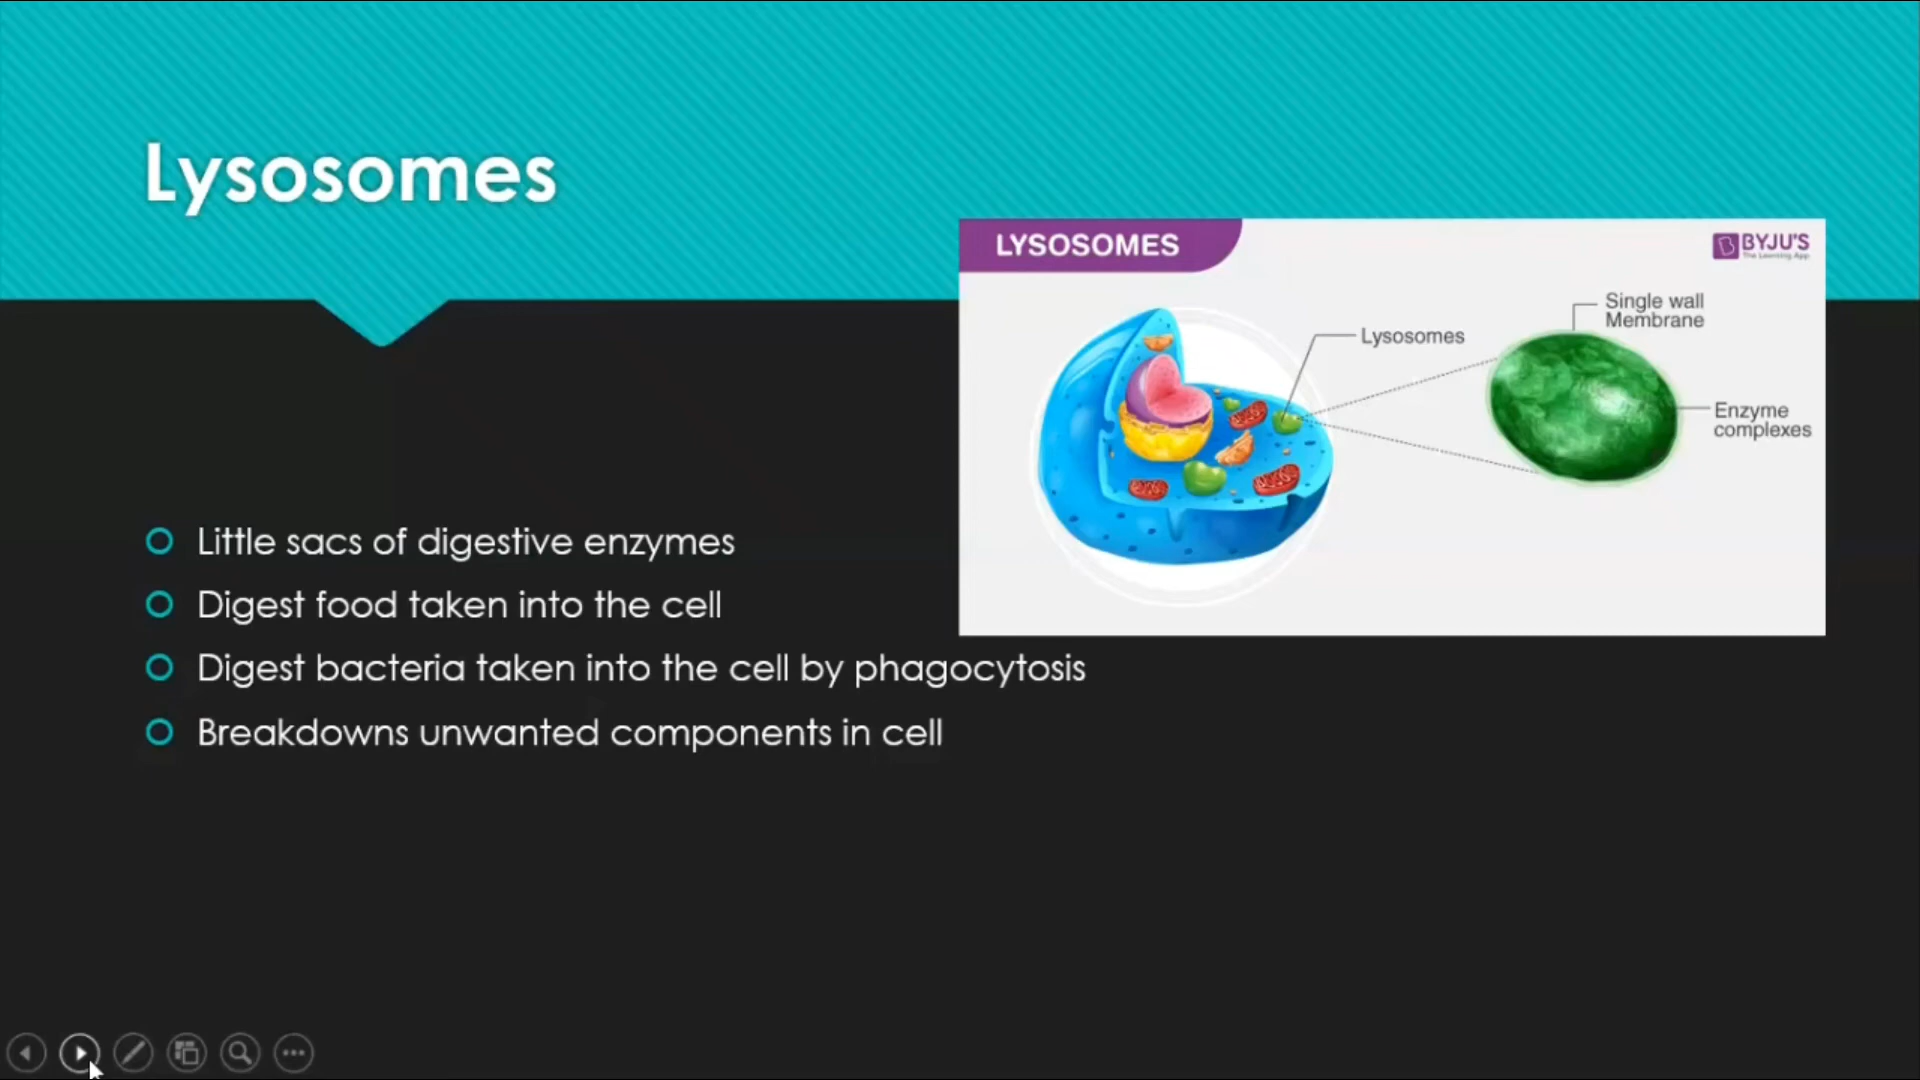 Lysosomes
LYSOSOMES
BYJU'S
The Learning App
Single wall
Membrane
Lysosomes
Enzyme
complexes
Little sacs of digestive enzymes
Digest food taken into the cell
Digest bacteria taken into the cell by phagocytosis
Breakdowns unwanted components in cell